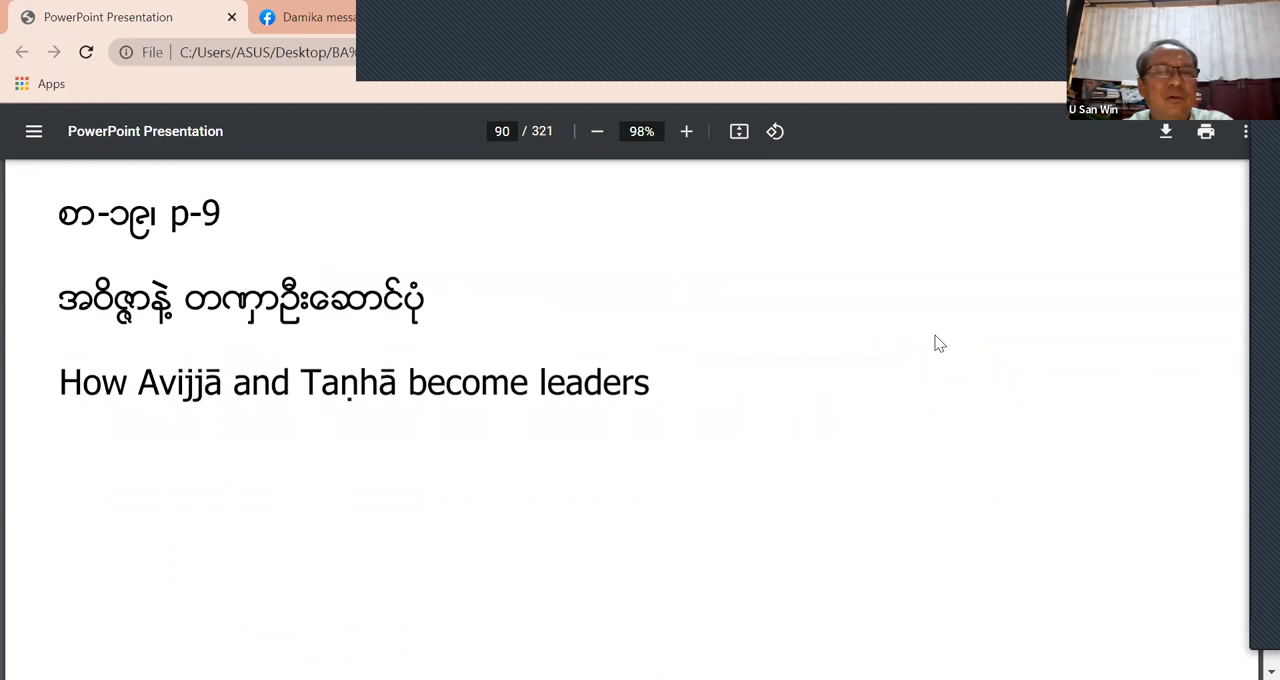 PowerPoint Presentation
Damika messa
File
C:/Users/ASUS/Desktop/BA%
Apps
U San Win
PowerPoint Presentation
90 / 321
98%
စာ-၁၉၊ p-9
အဝိဇ္ဇာနဲ့ တဏှာဦးဆောင်ပုံ
How Avijjā and Taṇhā become leaders